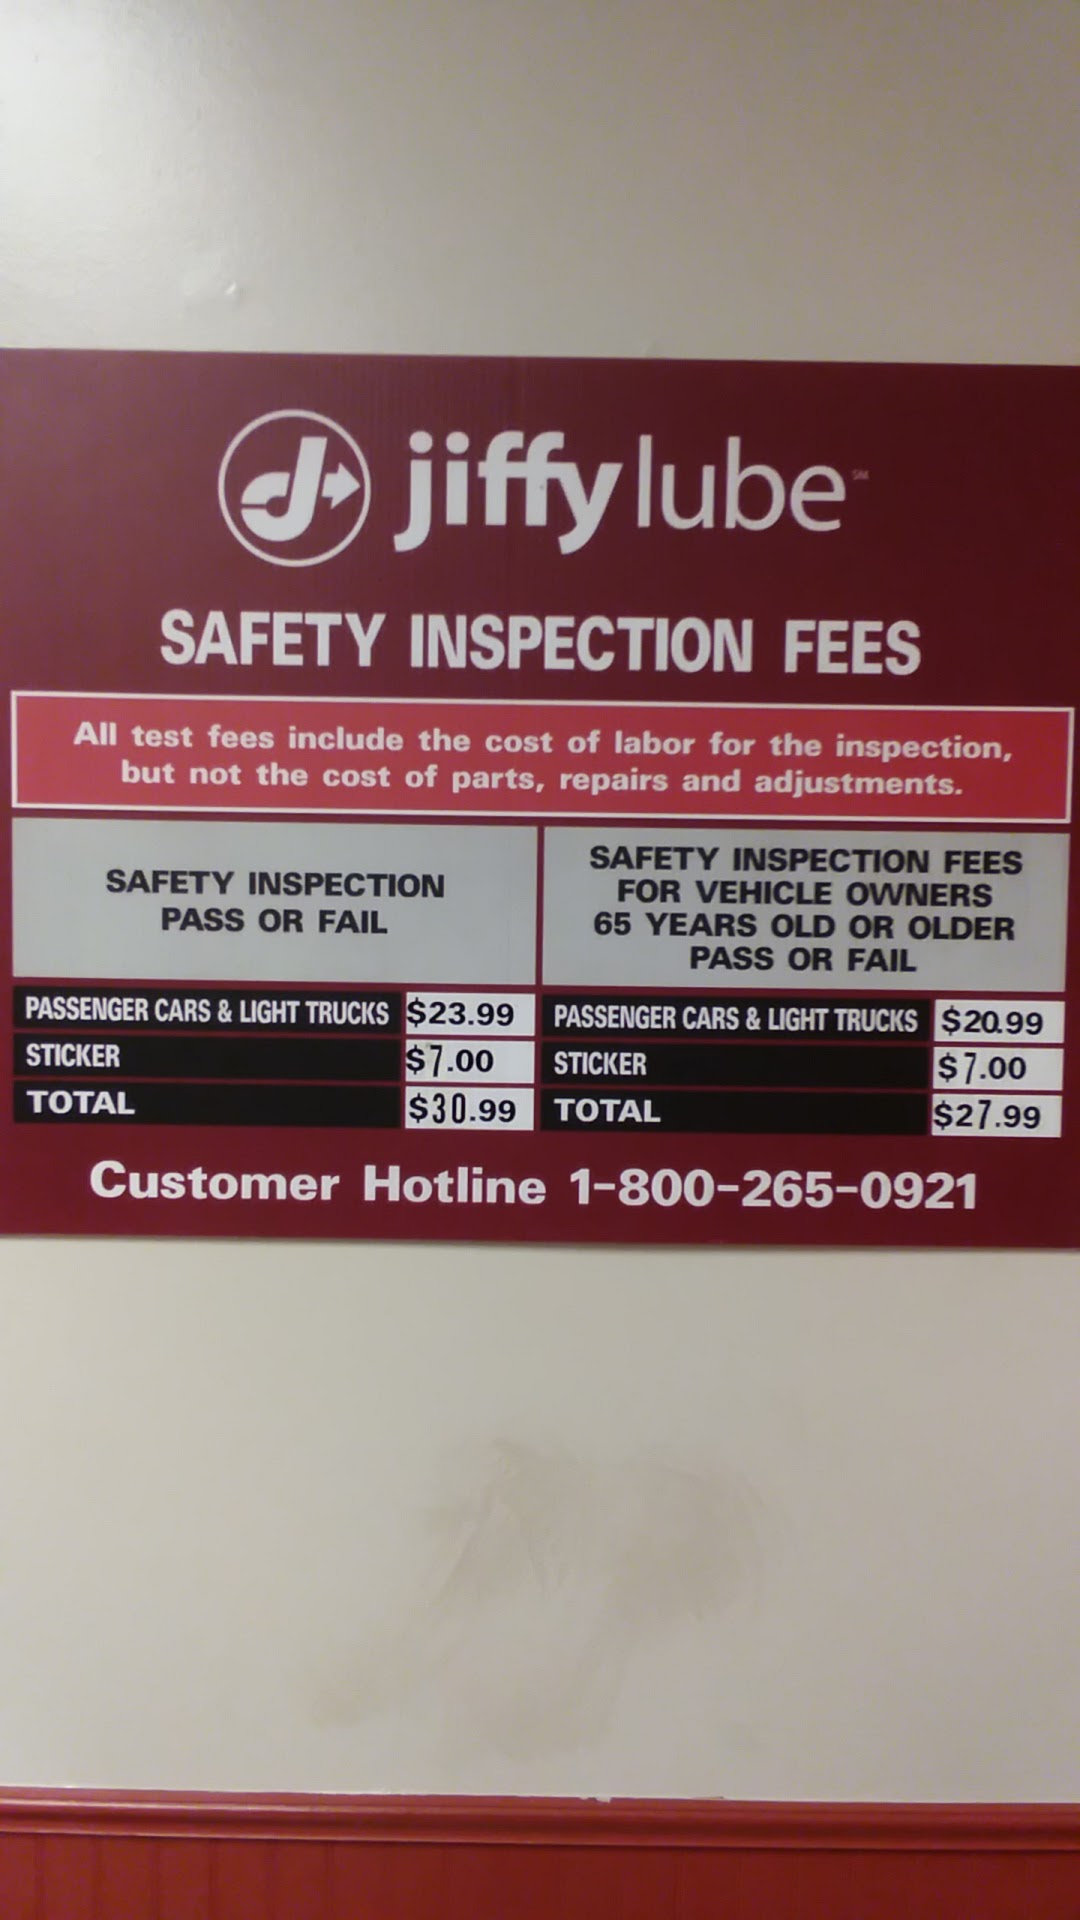 jiffy lube℠
SAFETY INSPECTION FEES
All test fees include the cost of labor for the inspection,
but not the cost of parts, repairs and adjustments.
SAFETY INSPECTION
PASS OR FAIL
PASSENGER CARS & LIGHT TRUCKS $23.99
STICKER $7.00
TOTAL $30.99
SAFETY INSPECTION FEES
FOR VEHICLE OWNERS
65 YEARS OLD OR OLDER
PASS OR FAIL
PASSENGER CARS & LIGHT TRUCKS $20.99
STICKER $7.00
TOTAL $27.99
Customer Hotline 1-800-265-0921